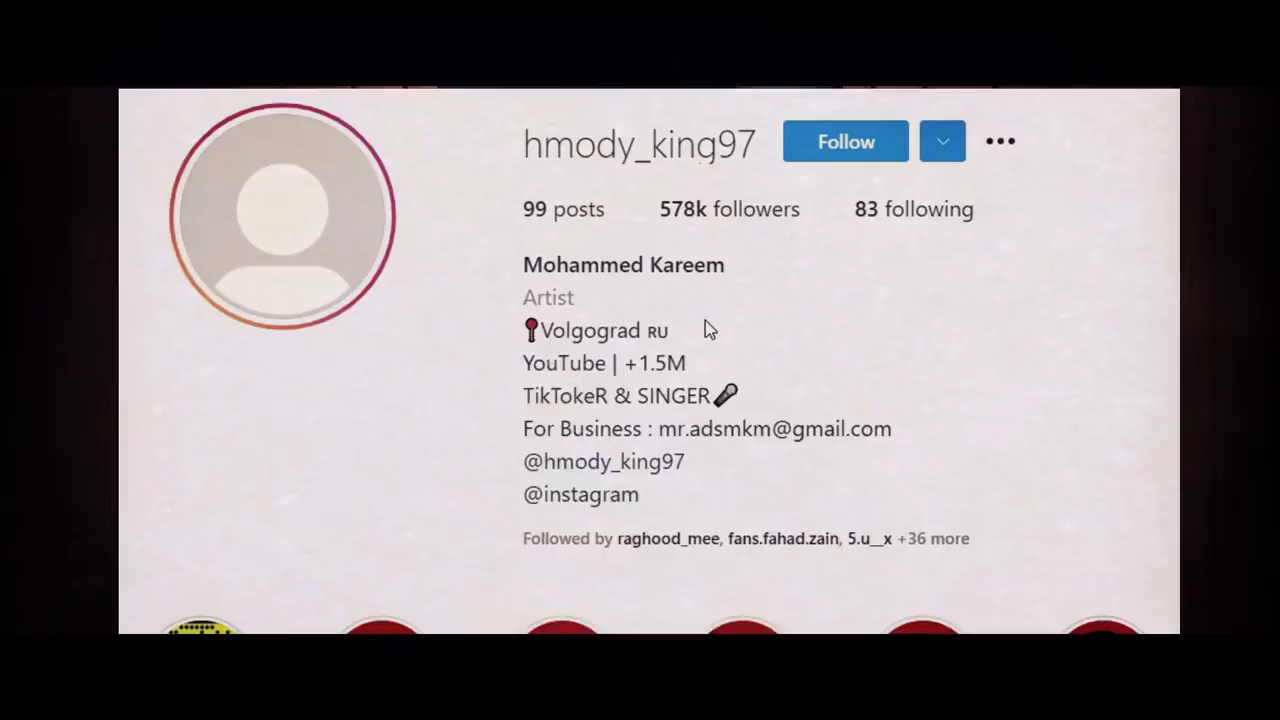 hmody_king97 Follow
99 posts 578k followers 83 following
Mohammed Kareem
Artist
📍Volgograd RU
YouTube | +1.5M
TikTokeR & SINGER🎤
For Business : mr.adsmkm@gmail.com
@hmody_king97
@instagram
Followed by raghood_mee, fans.fahad.zain, 5.u__x +36 more